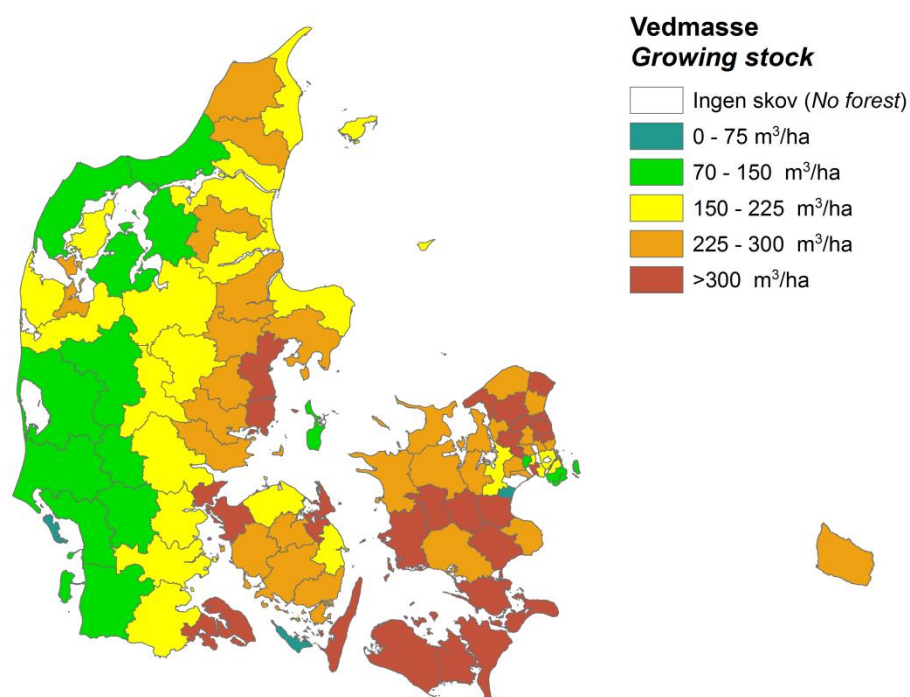 Vedmasse
Growing stock
Ingen skov (No forest)
0 - 75 m³/ha
70 - 150 m³/ha
150 - 225 m³/ha
225 - 300 m³/ha
>300 m³/ha